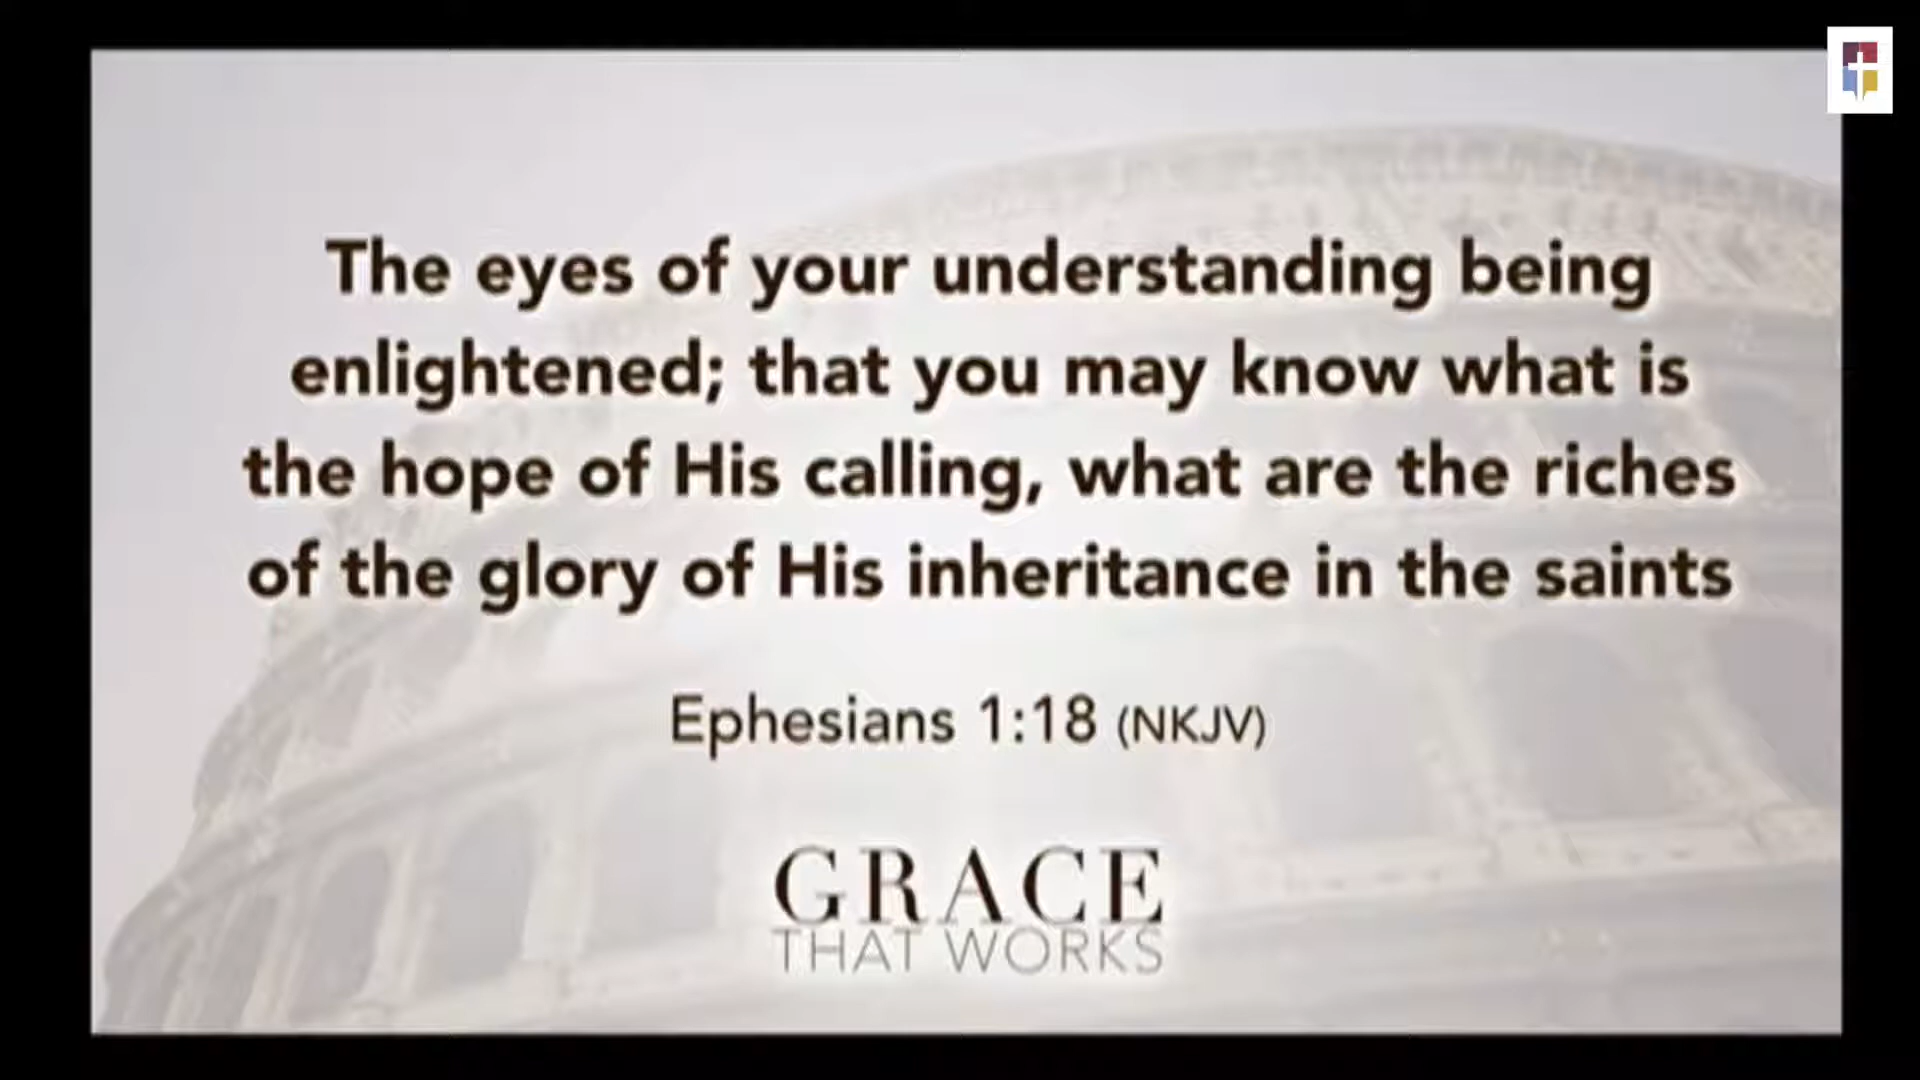 The eyes of your understanding being
enlightened; that you may know what is
the hope of His calling, what are the riches
of the glory of His inheritance in the saints
Ephesians 1:18 (NKJV)
GRACE
THAT WORKS